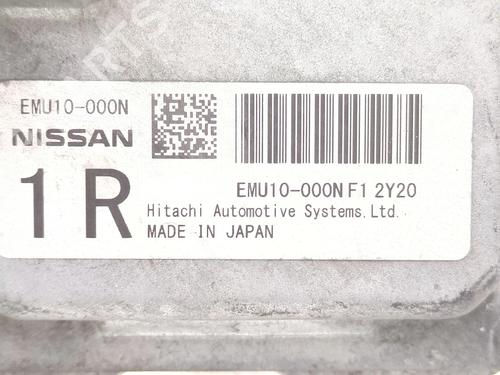 EMU10-000N
NISSAN
1R
EMU10-000N F1 2Y20
Hitachi Automotive Systems,Ltd.
MADE IN JAPAN